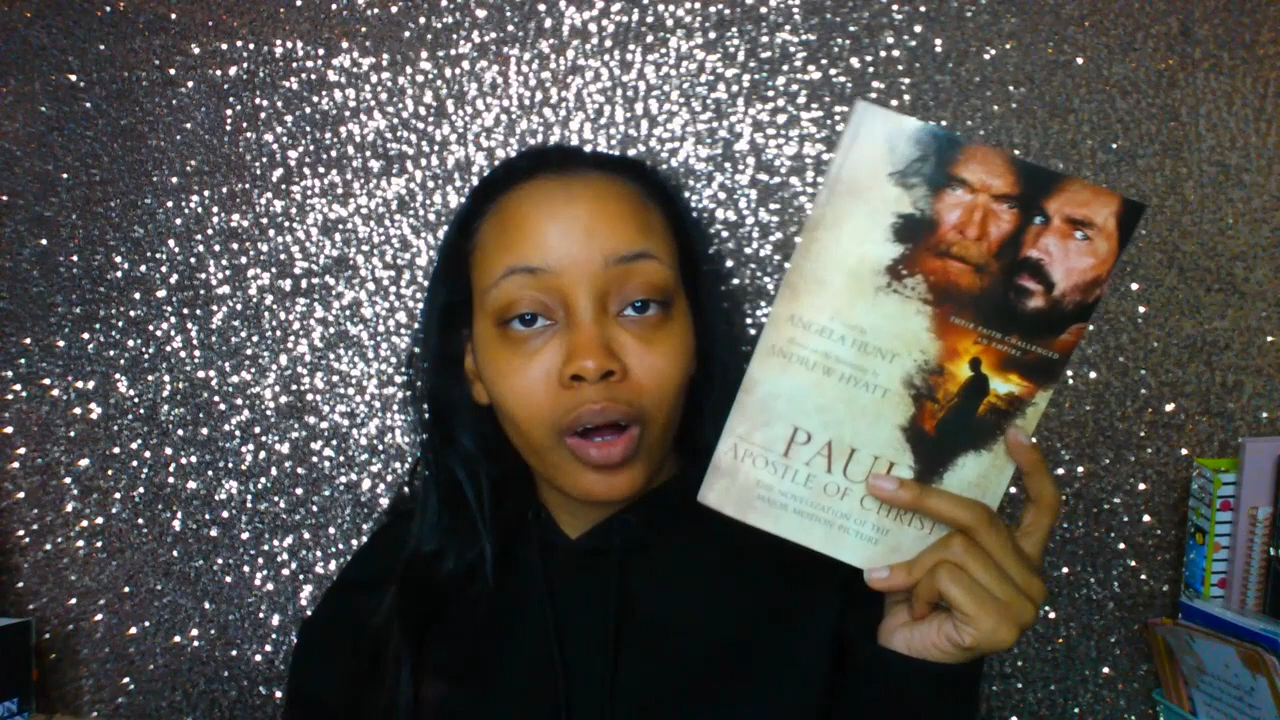 THEIR FAITH CHALLENGED
AN EMPIRE
ANGELA HUNT
ANDREW HYATT
PAUL
APOSTLE OF CHRIST
THE NOVELIZATION OF THE
MAJOR MOTION PICTURE